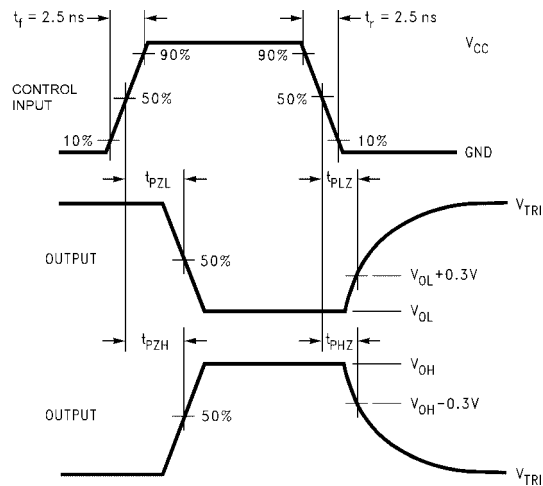 t_f = 2.5 ns
t_r = 2.5 ns
V_CC
90%
90%
CONTROL
INPUT
50%
50%
10%
10%
GND
t_PZL
t_PLZ
V_TRI
OUTPUT
50%
V_OL+0.3V
V_OL
t_PZH
t_PHZ
V_OH
V_OH−0.3V
OUTPUT
50%
V_TRI